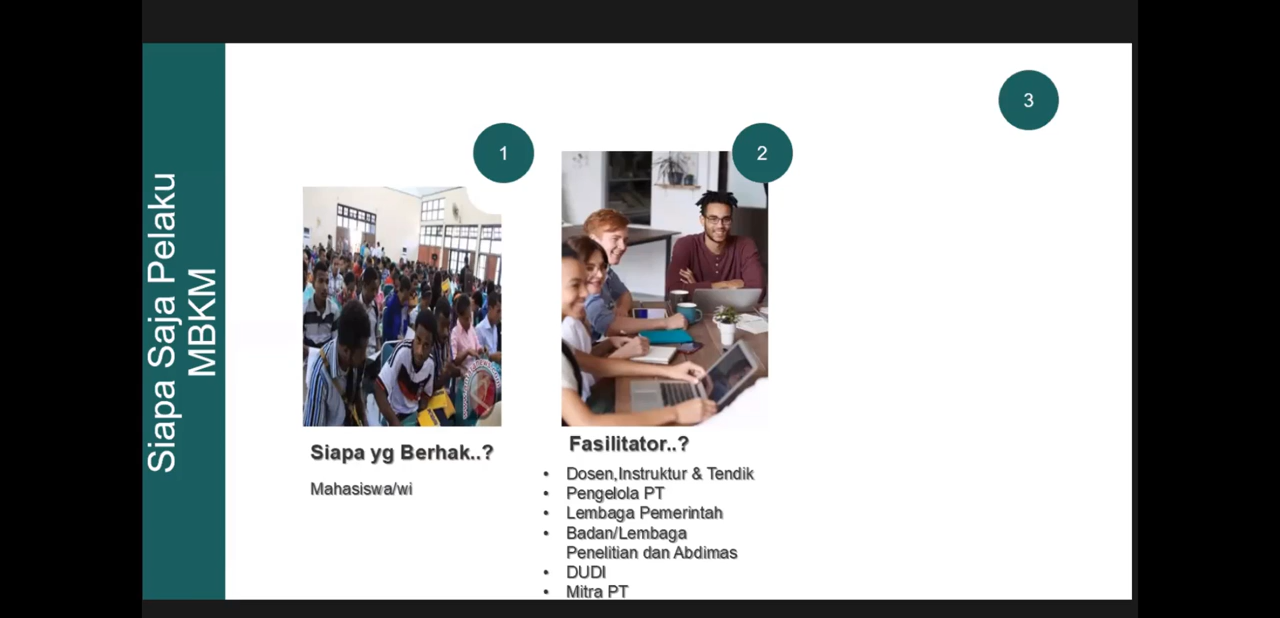 Siapa Saja Pelaku
MBKM
1
Siapa yg Berhak..?
Mahasiswa/wi
2
Fasilitator..?
• Dosen,Instruktur & Tendik
• Pengelola PT
• Lembaga Pemerintah
• Badan/Lembaga
Penelitian dan Abdimas
• DUDI
• Mitra PT
3